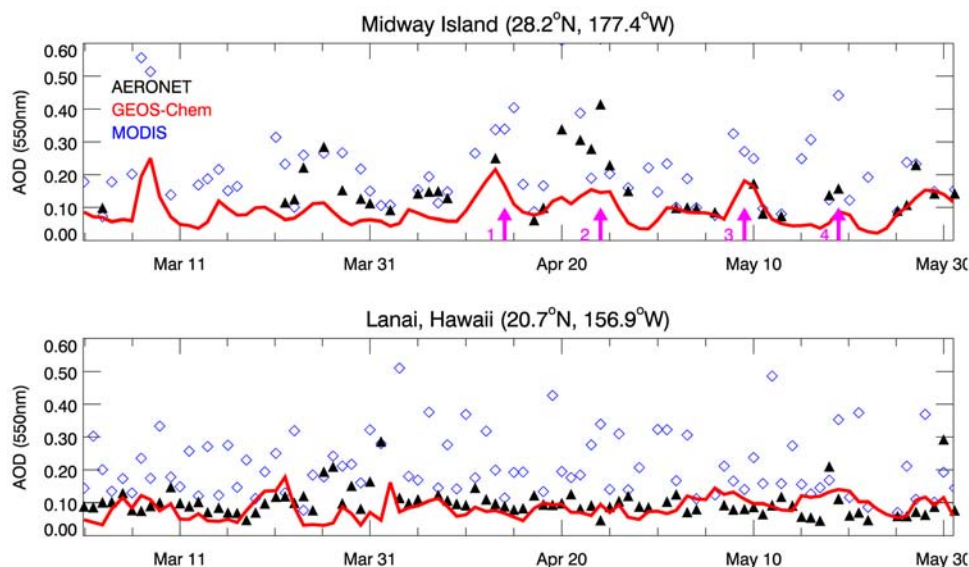 Midway Island (28.2°N, 177.4°W)
AOD (550nm)
0.60
0.50
0.40
0.30
0.20
0.10
0.00
AERONET
GEOS-Chem
MODIS
1
2
3
4
Mar 11
Mar 31
Apr 20
May 10
May 30
Lanai, Hawaii (20.7°N, 156.9°W)
AOD (550nm)
0.60
0.50
0.40
0.30
0.20
0.10
0.00
Mar 11
Mar 31
Apr 20
May 10
May 30